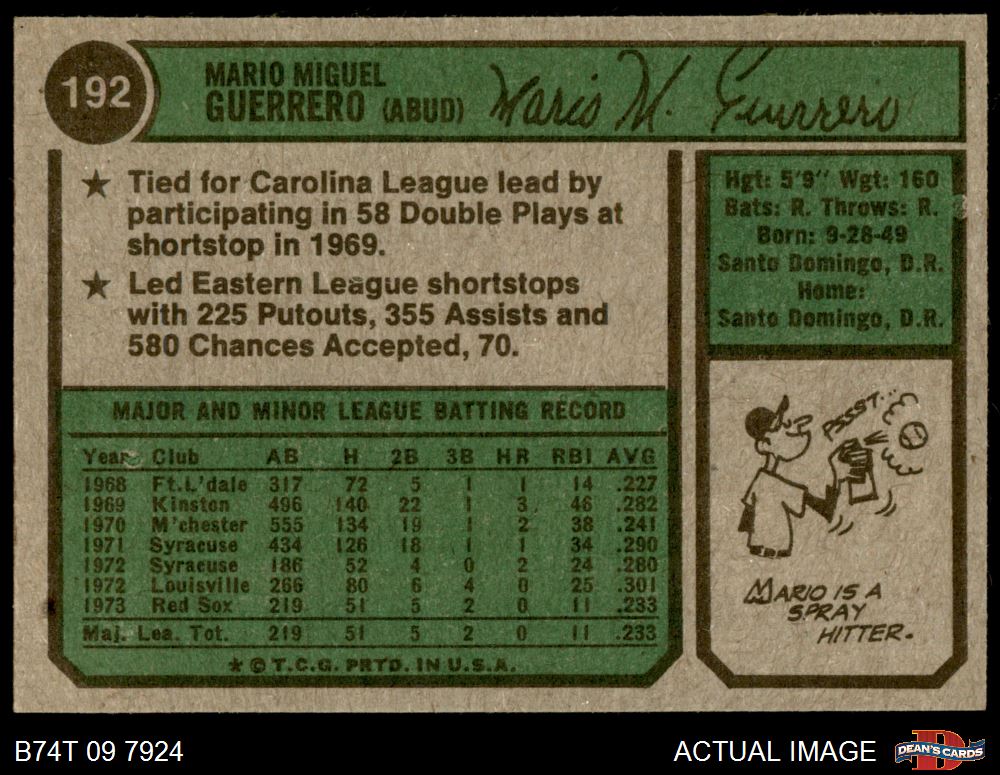 192
MARIO MIGUEL
GUERRERO (ABUD)
Mario M. Guerrero
★ Tied for Carolina League lead by
participating in 58 Double Plays at
shortstop in 1969.
★ Led Eastern League shortstops
with 225 Putouts, 355 Assists and
580 Chances Accepted, 70.
Hgt: 5'9" Wgt: 160
Bats: R. Throws: R.
Born: 9-28-49
Santo Domingo, D.R.
Home:
Santo Domingo, D.R.
MAJOR AND MINOR LEAGUE BATTING RECORD
Year Club AB H 2B 3B HR RBI AVG
1968 Ft.L'dale 317 72 5 1 1 14 .227
1969 Kinston 496 140 22 1 3 46 .282
1970 M'chester 555 134 19 1 2 38 .241
1971 Syracuse 434 126 18 1 1 34 .290
1972 Syracuse 186 52 4 0 2 24 .280
1972 Louisville 266 80 6 4 0 25 .301
1973 Red Sox 219 51 5 2 0 11 .233
Maj. Lea. Tot. 219 51 5 2 0 11 .233
★ © T.C.G. PRTD. IN U.S.A.
PSSST...
MARIO IS A
SPRAY
HITTER.
B74T 09 7924
ACTUAL IMAGE
D
DEAN'S CARDS